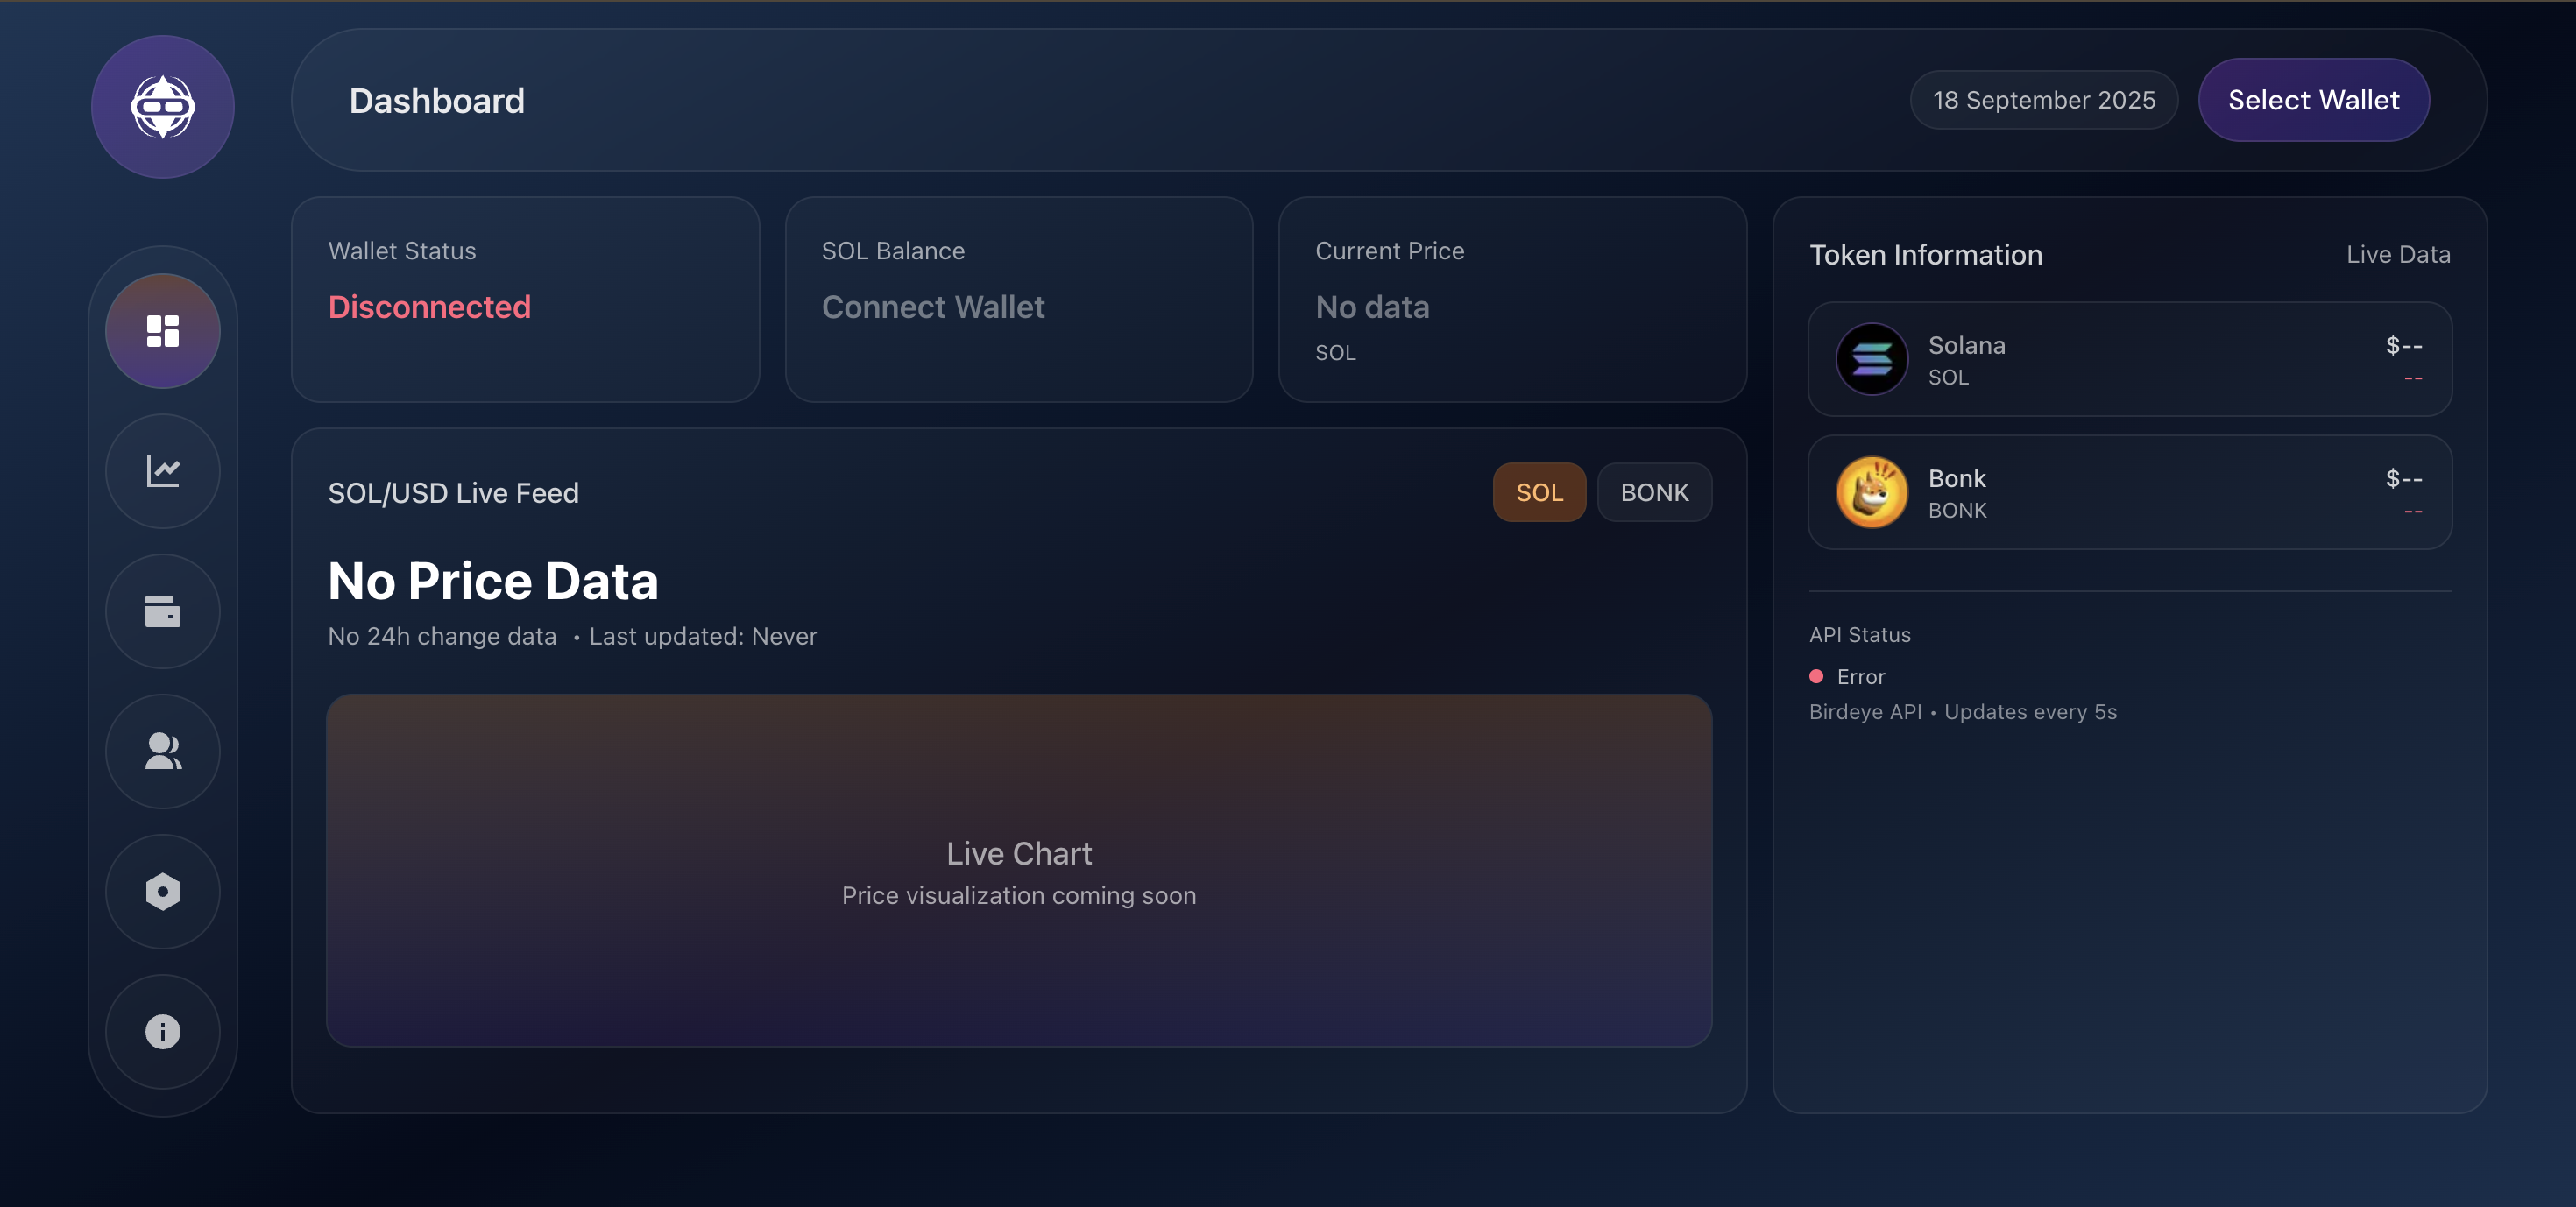 Dashboard
18 September 2025
Select Wallet
Wallet Status
Disconnected
SOL Balance
Connect Wallet
Current Price
No data
SOL
SOL/USD Live Feed
SOL
BONK
No Price Data
No 24h change data • Last updated: Never
Live Chart
Price visualization coming soon
Token Information
Live Data
Solana
SOL
$--
--
Bonk
BONK
$--
--
API Status
Error
Birdeye API • Updates every 5s